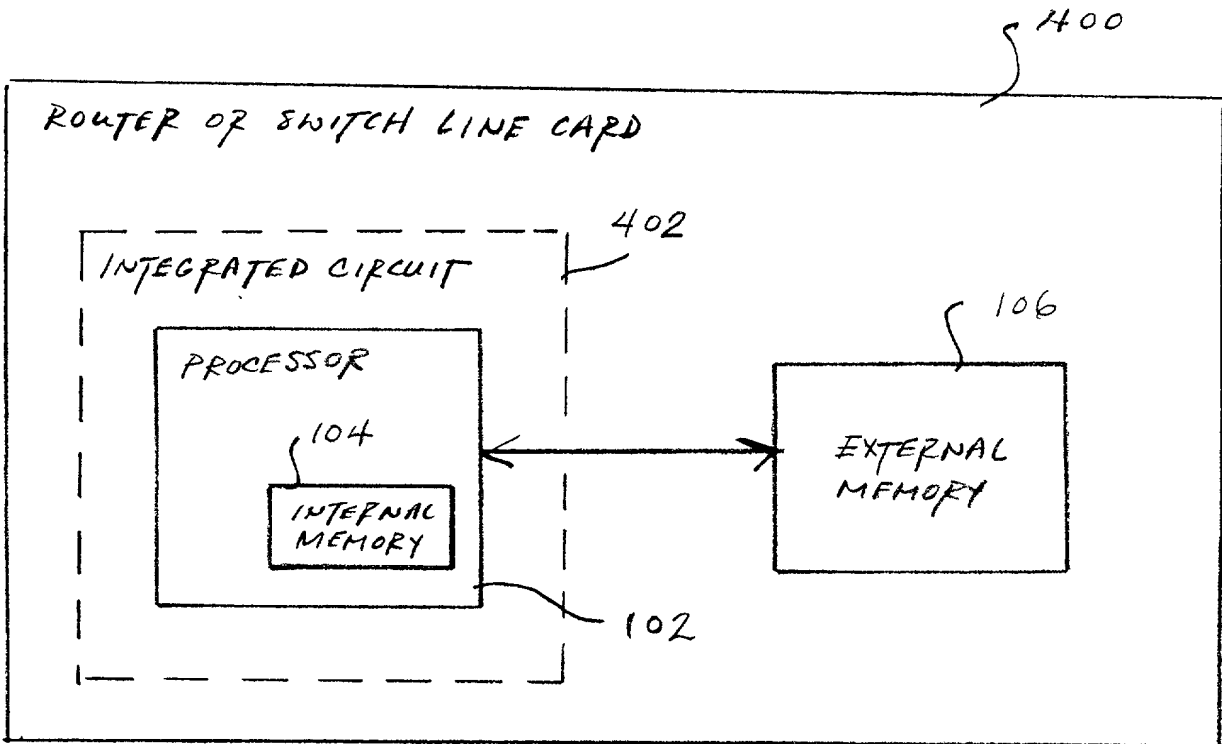 400
ROUTER OR SWITCH LINE CARD
402
INTEGRATED CIRCUIT
106
PROCESSOR
104
EXTERNAL
MEMORY
INTERNAL
MEMORY
102